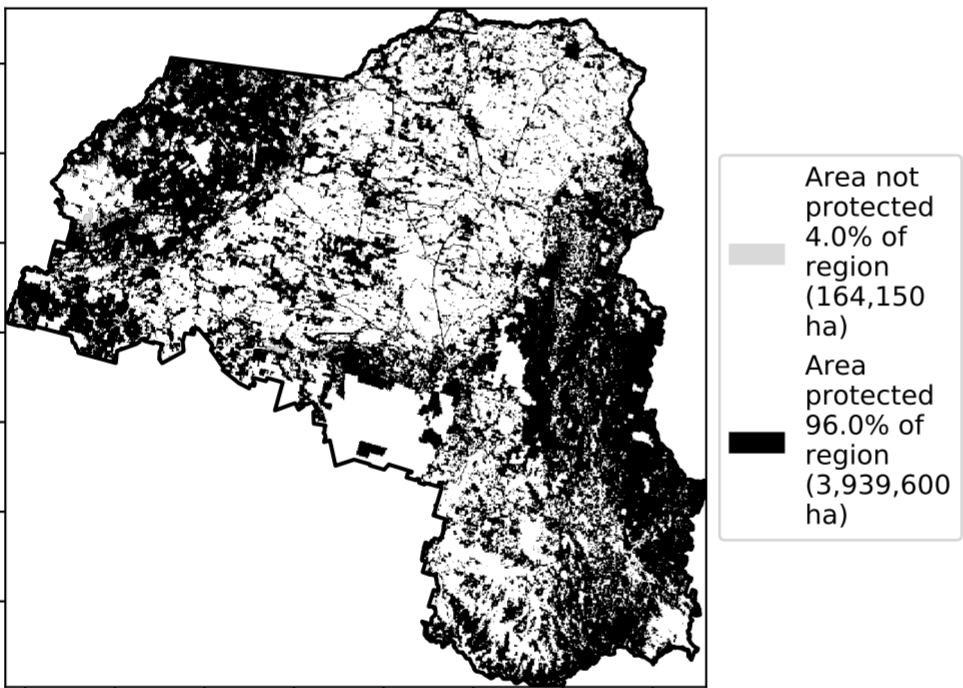 Area not
protected
4.0% of
region
(164,150
ha)
Area
protected
96.0% of
region
(3,939,600
ha)